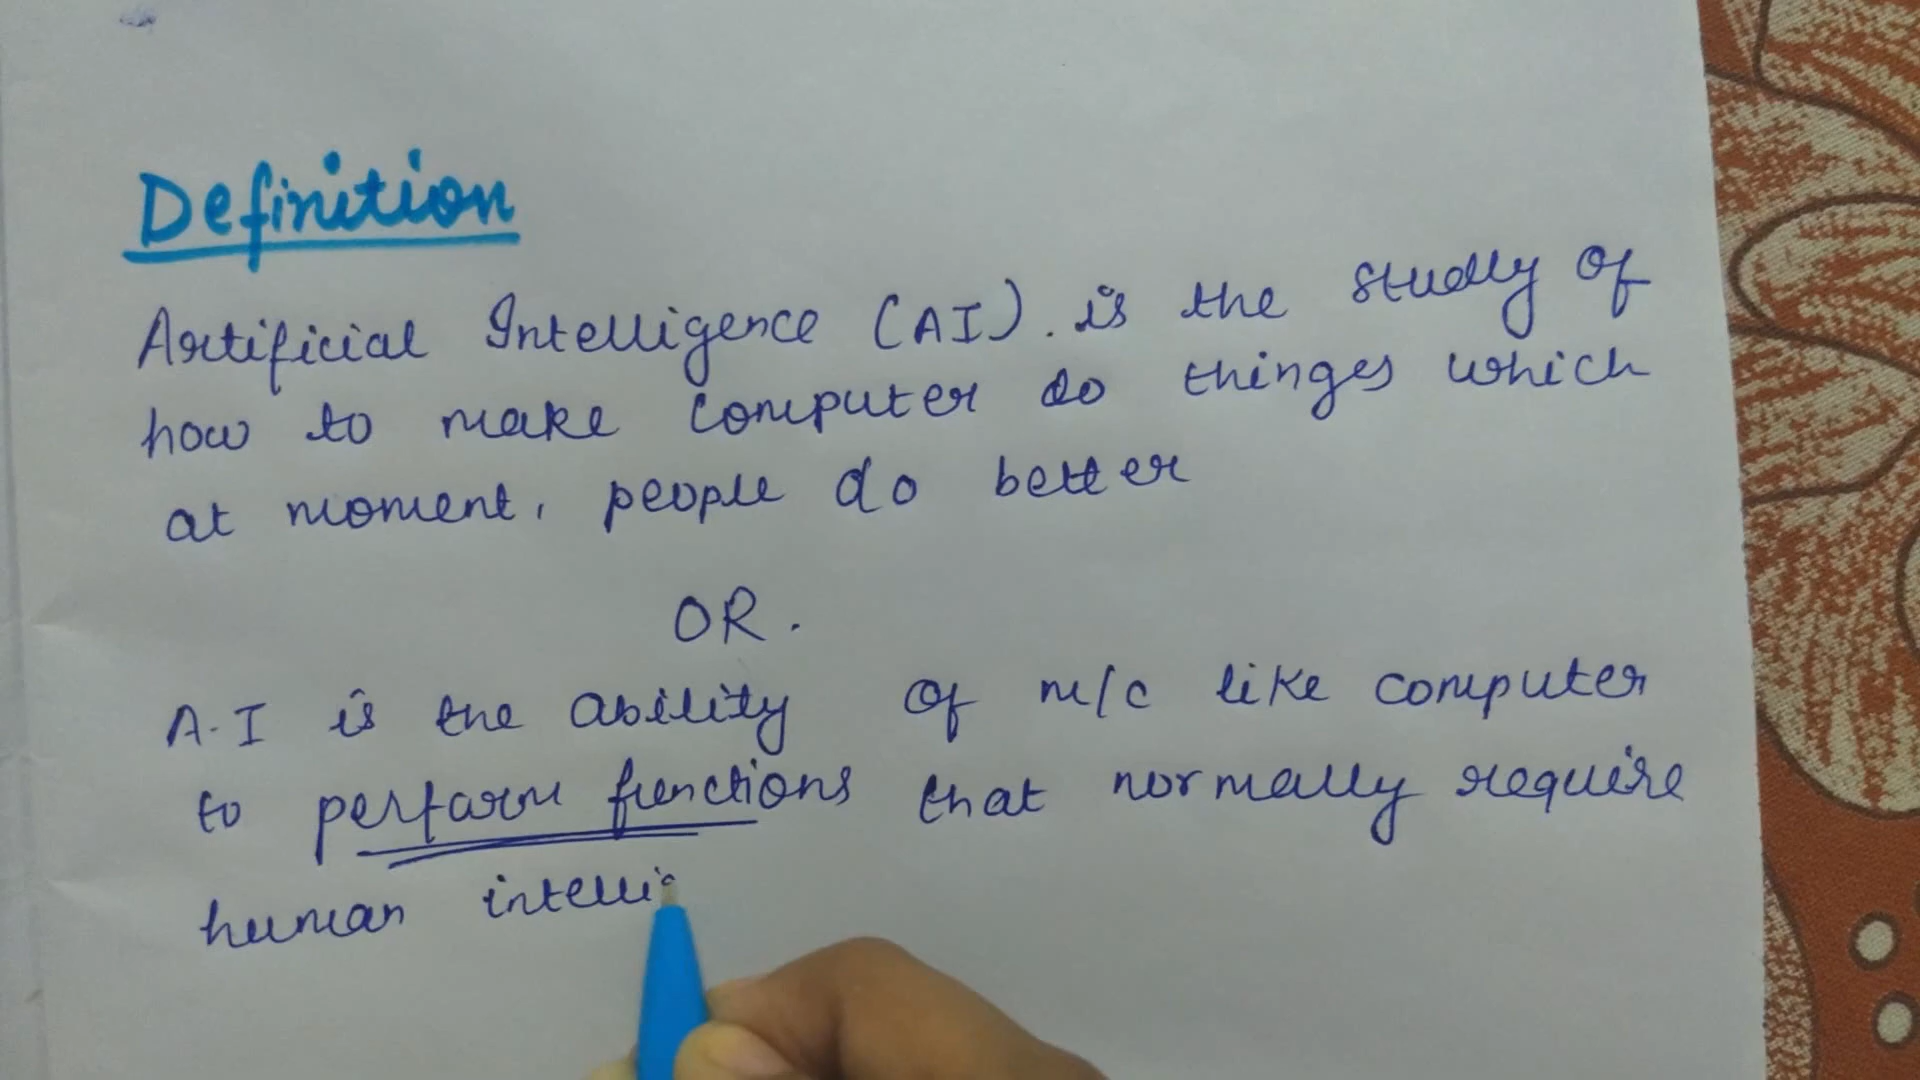 Definition
Artificial Intelligence (AI). is the study of
how to make computer do thinges which
at moment, people do better
OR.
A.I is the ability of m/c like computer
to perform functions that normally require
human intelli